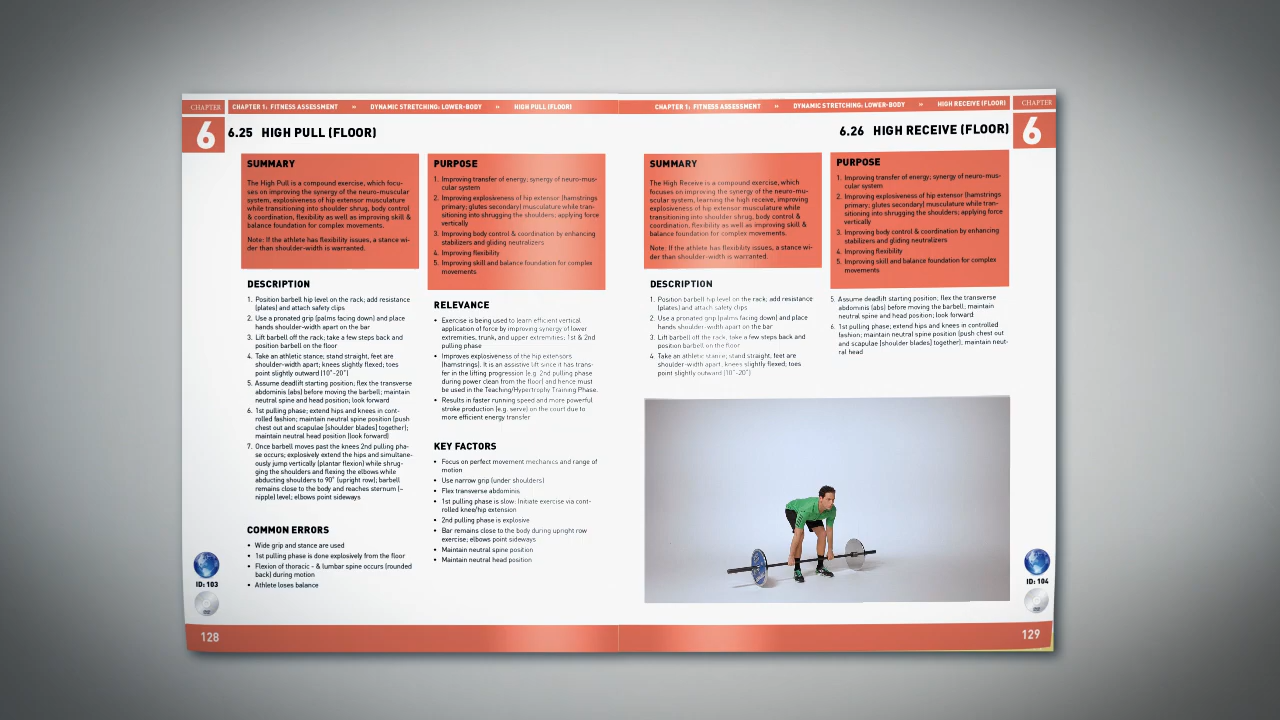 CHAPTER
6
CHAPTER 1: FITNESS ASSESSMENT » DYNAMIC STRETCHING: LOWER-BODY » HIGH PULL (FLOOR)
6.25 HIGH PULL (FLOOR)
SUMMARY
The High Pull is a compound exercise, which focu-
ses on improving the synergy of the neuro-muscular
system, explosiveness of hip extensor musculature
while transitioning into shoulder shrug, body control
& coordination, flexibility as well as improving skill &
balance foundation for complex movements.
Note: If the athlete has flexibility issues, a stance wi-
der than shoulder-width is warranted.
DESCRIPTION
1. Position barbell hip level on the rack; add resistance
(plates) and attach safety clips
2. Use a pronated grip (palms facing down) and place
hands shoulder-width apart on the bar
3. Lift barbell off the rack, take a few steps back and
position barbell on the floor
4. Take an athletic stance; stand straight, feet are
shoulder-width apart; knees slightly flexed; toes
point slightly outward (10°-20°)
5. Assume deadlift starting position; flex the transverse
abdominis (abs) before moving the barbell; maintain
neutral spine and head position; look forward
6. 1st pulling phase; extend hips and knees in cont-
rolled fashion; maintain neutral spine position (push
chest out and scapulae [shoulder blades] together);
maintain neutral head position (look forward)
7. Once barbell moves past the knees 2nd pulling pha-
se occurs; explosively extend the hips and simultane-
ously jump vertically (plantar flexion) while shrug-
ging the shoulders and flexing the elbows while
abducting shoulders to 90° (upright row); barbell
remains close to the body and reaches sternum (~
nipple) level; elbows point sideways
COMMON ERRORS
• Wide grip and stance are used
• 1st pulling phase is done explosively from the floor
• Flexion of thoracic - & lumbar spine occurs (rounded
back) during motion
• Athlete loses balance
PURPOSE
1. Improving transfer of energy; synergy of neuro-mus-
cular system
2. Improving explosiveness of hip extensor (hamstrings
primary; glutes secondary) musculature while tran-
sitioning into shrugging the shoulders; applying force
vertically
3. Improving body control & coordination by enhancing
stabilizers and gliding neutralizers
4. Improving flexibility
5. Improving skill and balance foundation for complex
movements
RELEVANCE
• Exercise is being used to learn efficient vertical
application of force by improving synergy of lower
extremities, trunk, and upper extremities; 1st & 2nd
pulling phase
• Improves explosiveness of the hip extensors
(hamstrings). It is an assistive lift since it has trans-
fer in the lifting progression (e.g. 2nd pulling phase
during power clean from the floor) and hence must
be used in the Teaching/Hypertrophy Training Phase.
• Results in faster running speed and more powerful
stroke production (e.g. serve) on the court due to
more efficient energy transfer
KEY FACTORS
• Focus on perfect movement mechanics and range of
motion
• Use narrow grip (under shoulders)
• Flex transverse abdominis
• 1st pulling phase is slow: Initiate exercise via cont-
rolled knee/hip extension
• 2nd pulling phase is explosive
• Bar remains close to the body during upright row
exercise; elbows point sideways
• Maintain neutral spine position
• Maintain neutral head position
ID: 103
128
CHAPTER 1: FITNESS ASSESSMENT » DYNAMIC STRETCHING: LOWER-BODY » HIGH RECEIVE (FLOOR)
CHAPTER
6
6.26 HIGH RECEIVE (FLOOR)
SUMMARY
The High Receive is a compound exercise, which
focuses on improving the synergy of the neuro-mu-
scular system, learning the high receive, improving
explosiveness of hip extensor musculature while
transitioning into shoulder shrug, body control &
coordination, flexibility as well as improving skill &
balance foundation for complex movements.
Note: If the athlete has flexibility issues, a stance wi-
der than shoulder-width is warranted.
DESCRIPTION
1. Position barbell hip level on the rack; add resistance
(plates) and attach safety clips
2. Use a pronated grip (palms facing down) and place
hands shoulder-width apart on the bar
3. Lift barbell off the rack, take a few steps back and
position barbell on the floor
4. Take an athletic stance; stand straight, feet are
shoulder-width apart; knees slightly flexed; toes
point slightly outward (10°-20°)
PURPOSE
1. Improving transfer of energy; synergy of neuro-mus-
cular system
2. Improving explosiveness of hip extensor (hamstrings
primary; glutes secondary) musculature while tran-
sitioning into shrugging the shoulders; applying force
vertically
3. Improving body control & coordination by enhancing
stabilizers and gliding neutralizers
4. Improving flexibility
5. Improving skill and balance foundation for complex
movements
5. Assume deadlift starting position; flex the transverse
abdominis (abs) before moving the barbell; maintain
neutral spine and head position; look forward
6. 1st pulling phase; extend hips and knees in controlled
fashion; maintain neutral spine position (push chest out
and scapulae [shoulder blades] together), maintain neut-
ral head
ID: 104
129